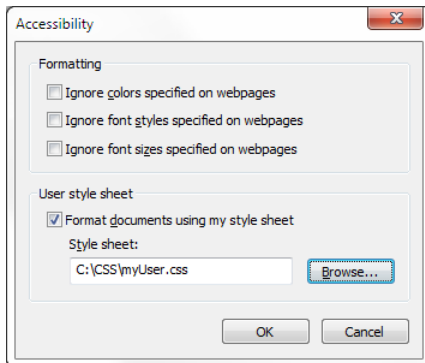 Accessibility
Formatting
Ignore colors specified on webpages
Ignore font styles specified on webpages
Ignore font sizes specified on webpages
User style sheet
Format documents using my style sheet
Style sheet:
C:\CSS\myUser.css
Browse...
OK
Cancel